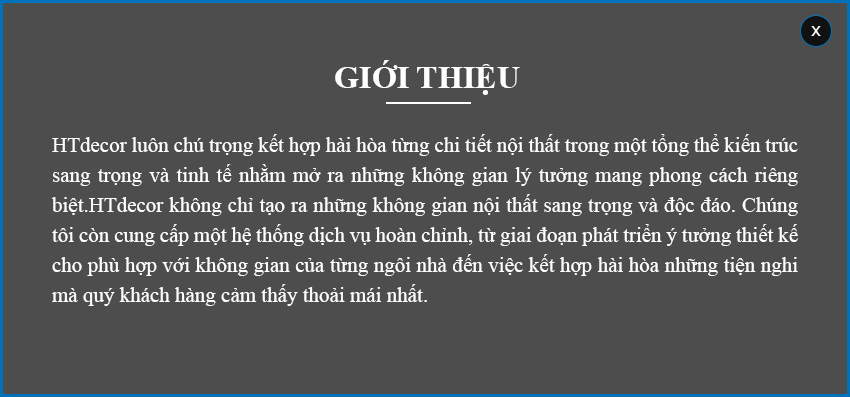 X
GIỚI THIỆU
HTdecor luôn chú trọng kết hợp hài hòa từng chi tiết nội thất trong một tổng thể kiến trúc
sang trọng và tinh tế nhằm mở ra những không gian lý tưởng mang phong cách riêng
biệt.HTdecor không chỉ tạo ra những không gian nội thất sang trọng và độc đáo. Chúng
tôi còn cung cấp một hệ thống dịch vụ hoàn chỉnh, từ giai đoạn phát triển ý tưởng thiết kế
cho phù hợp với không gian của từng ngôi nhà đến việc kết hợp hài hòa những tiện nghi
mà quý khách hàng cảm thấy thoải mái nhất.